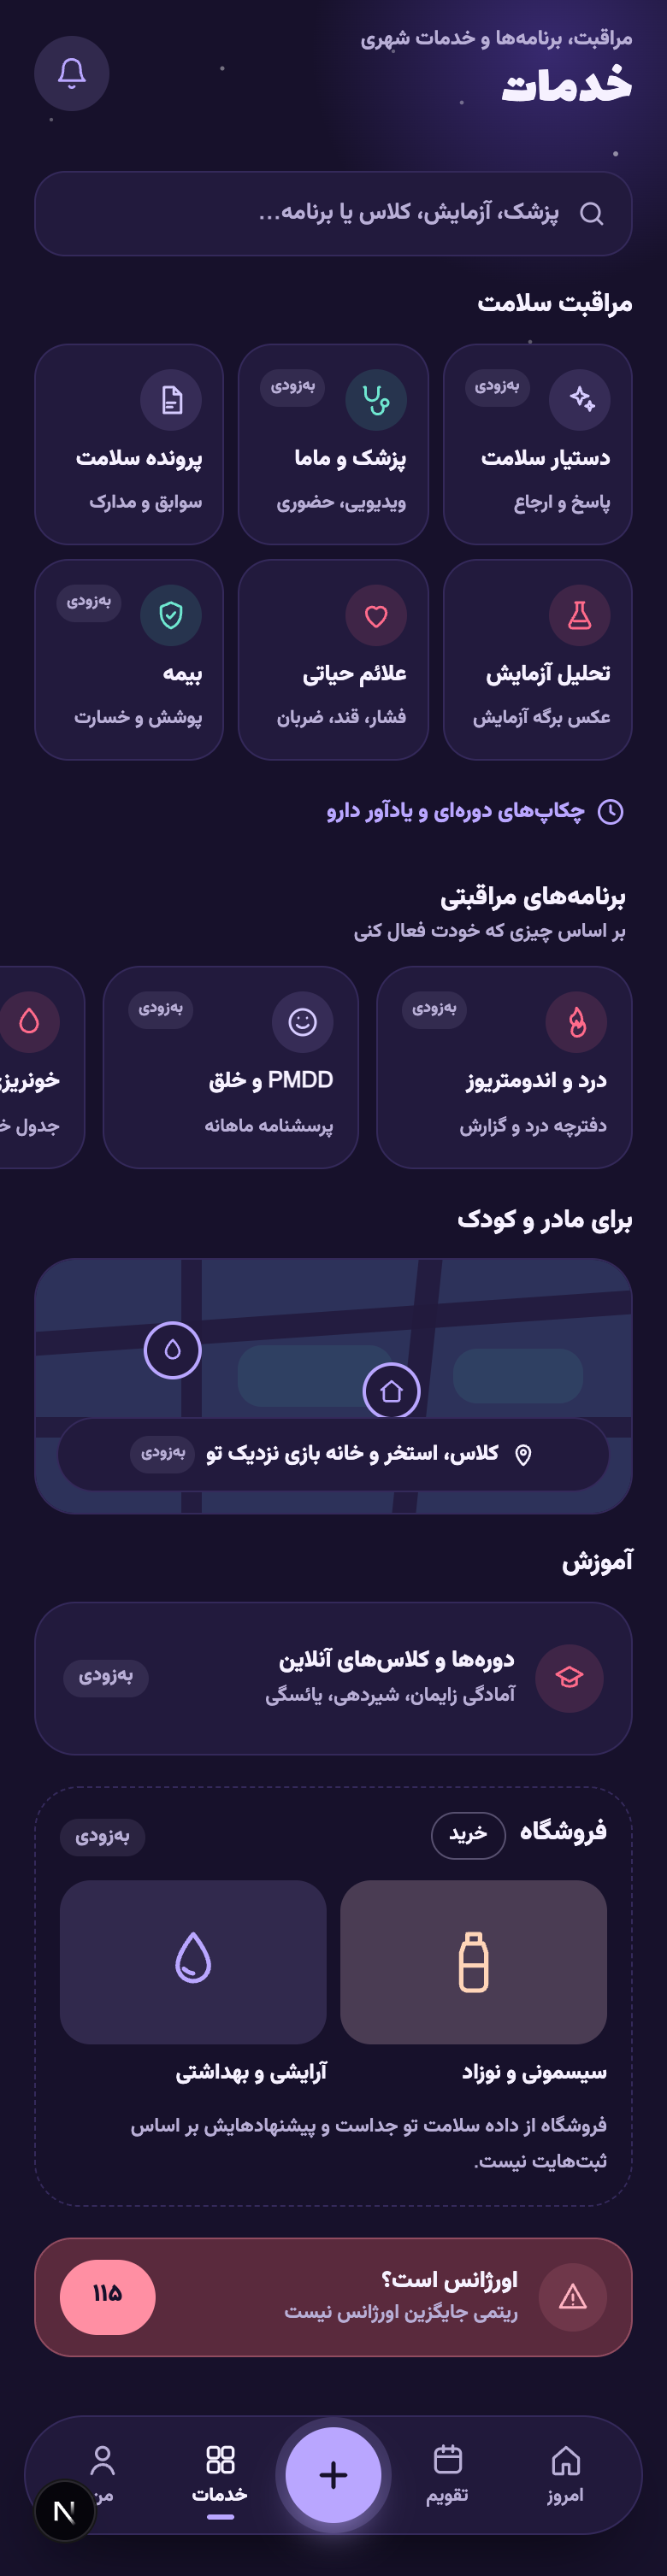 مراقبت، برنامه‌ها و خدمات شهری
خدمات
پزشک، آزمایش، کلاس یا برنامه...
مراقبت سلامت
به‌زودی
دستیار سلامت
پاسخ و ارجاع
به‌زودی
پزشک و ماما
ویدیویی، حضوری
پرونده سلامت
سوابق و مدارک
تحلیل آزمایش
عکس برگه آزمایش
علائم حیاتی
فشار، قند، ضربان
به‌زودی
بیمه
پوشش و خسارت
چکاپ‌های دوره‌ای و یادآور دارو
برنامه‌های مراقبتی
بر اساس چیزی که خودت فعال کنی
به‌زودی
درد و اندومتریوز
دفترچه درد و گزارش
به‌زودی
PMDD و خلق
پرسشنامه ماهانه
خونریزی
جدول
برای مادر و کودک
کلاس، استخر و خانه بازی نزدیک تو به‌زودی
آموزش
دوره‌ها و کلاس‌های آنلاین
آمادگی زایمان، شیردهی، یائسگی
به‌زودی
فروشگاه
خرید
به‌زودی
سیسمونی و نوزاد
آرایشی و بهداشتی
فروشگاه از داده سلامت تو جداست و پیشنهادهایش بر اساس
ثبت‌هایت نیست.
اورژانس است؟
ریتمی جایگزین اورژانس نیست
۱۱۵
امروز
تقویم
خدمات
من
N